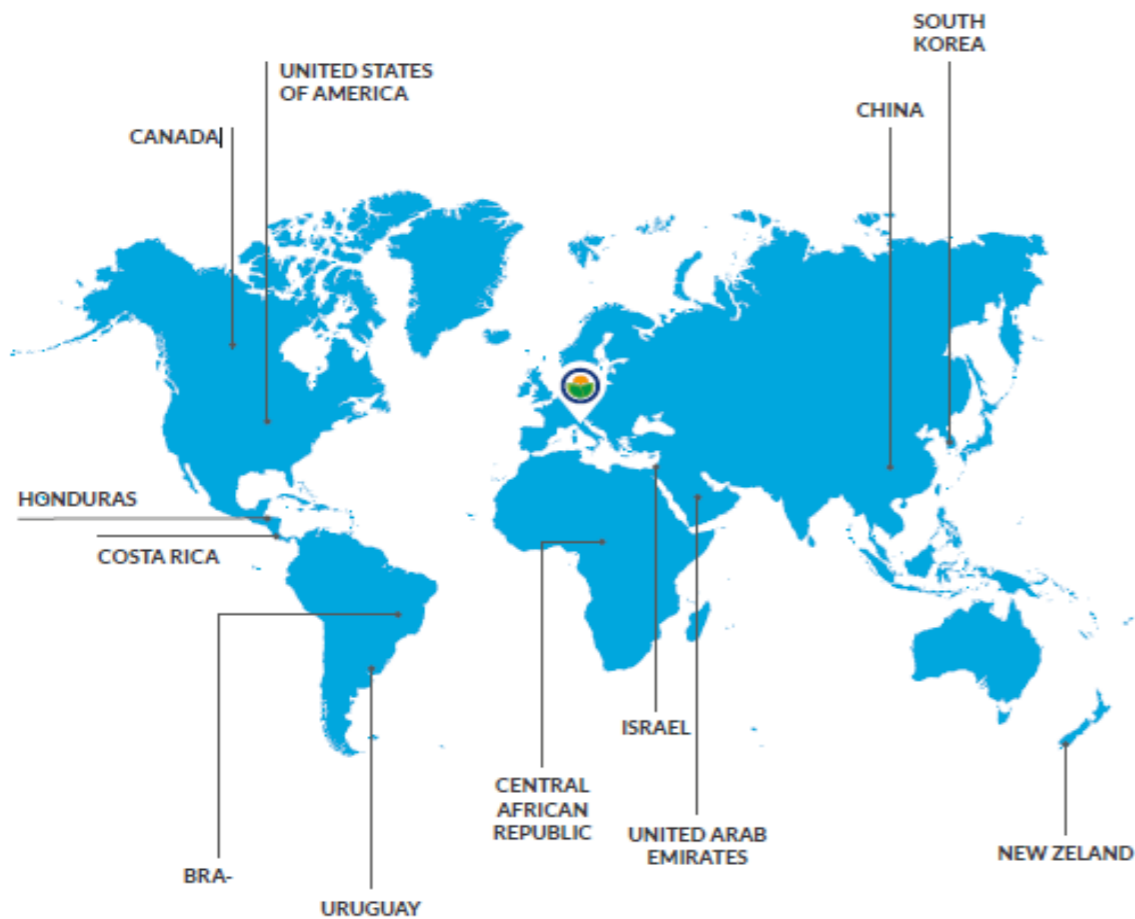 SOUTH
KOREA
UNITED STATES
OF AMERICA
CHINA
CANADA
HONDURAS
COSTA RICA
ISRAEL
CENTRAL
AFRICAN
REPUBLIC
UNITED ARAB
EMIRATES
NEW ZELAND
BRA-
URUGUAY